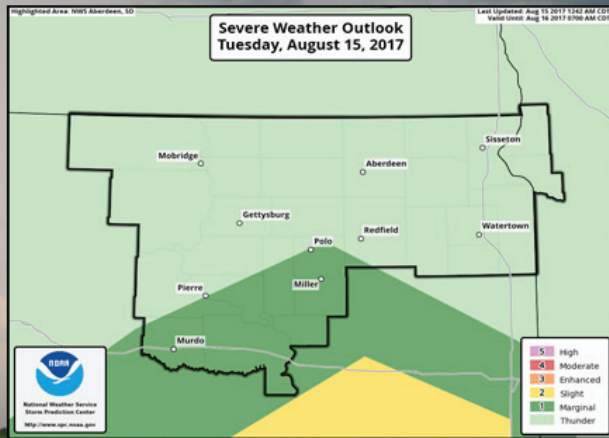 Highlighted Area: NWS Aberdeen, SD
Last Updated: Aug 15 2017 1242 AM CDT
Valid Until: Aug 16 2017 0700 AM CDT
Severe Weather Outlook
Tuesday, August 15, 2017
Sisseton
Mobridge
Aberdeen
Gettysburg
Redfield
Watertown
Polo
Miller
Pierre
Murdo
NOAA
National Weather Service
Storm Prediction Center
http://www.spc.noaa.gov
5 High
4 Moderate
3 Enhanced
2 Slight
1 Marginal
Thunder